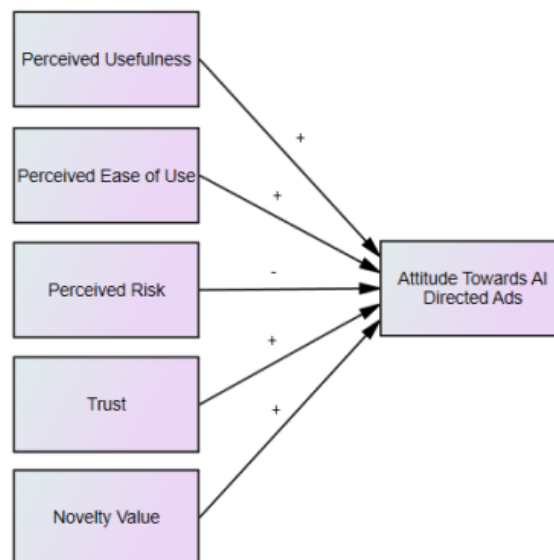 Perceived Usefulness
+
Perceived Ease of Use
+
Perceived Risk
-
Attitude Towards AI
Directed Ads
+
Trust
+
Novelty Value